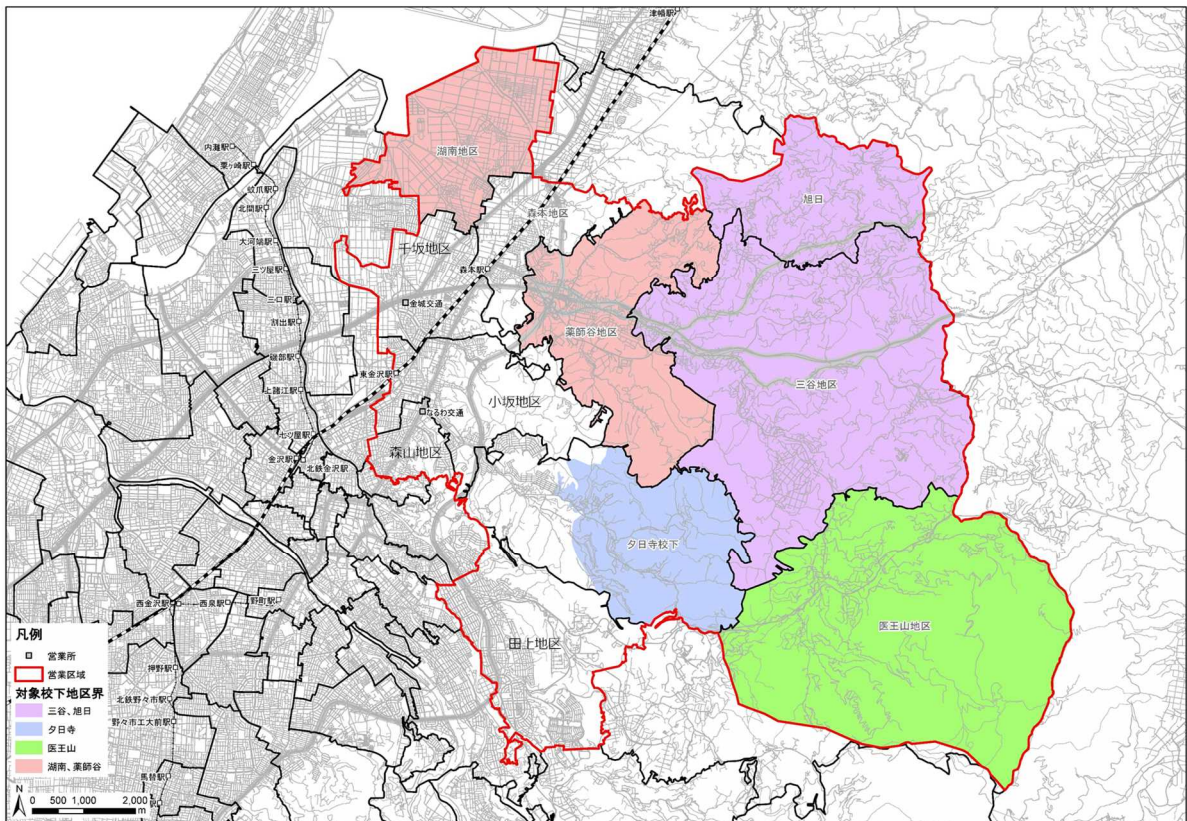 津幡駅
内灘駅
粟ヶ崎駅
蚊爪駅
北間駅
大河端駅
三ツ屋駅
三口駅
割出駅
磯部駅
上諸江駅
七ツ屋駅
金沢駅
北鉄金沢駅
湖南地区
森本地区
千坂地区
森本駅
金城交通
東金沢駅
なるわ交通
小坂地区
森山地区
薬師谷地区
旭日
三谷地区
夕日寺校下
医王山地区
田上地区
西金沢駅
西泉駅
野町駅
押野駅
北鉄野々市駅
野々市工大前駅
馬替駅
駅
凡例
営業所
営業区域
対象校下地区界
三谷、旭日
夕日寺
医王山
湖南、薬師谷
N
0 500 1,000 2,000
m